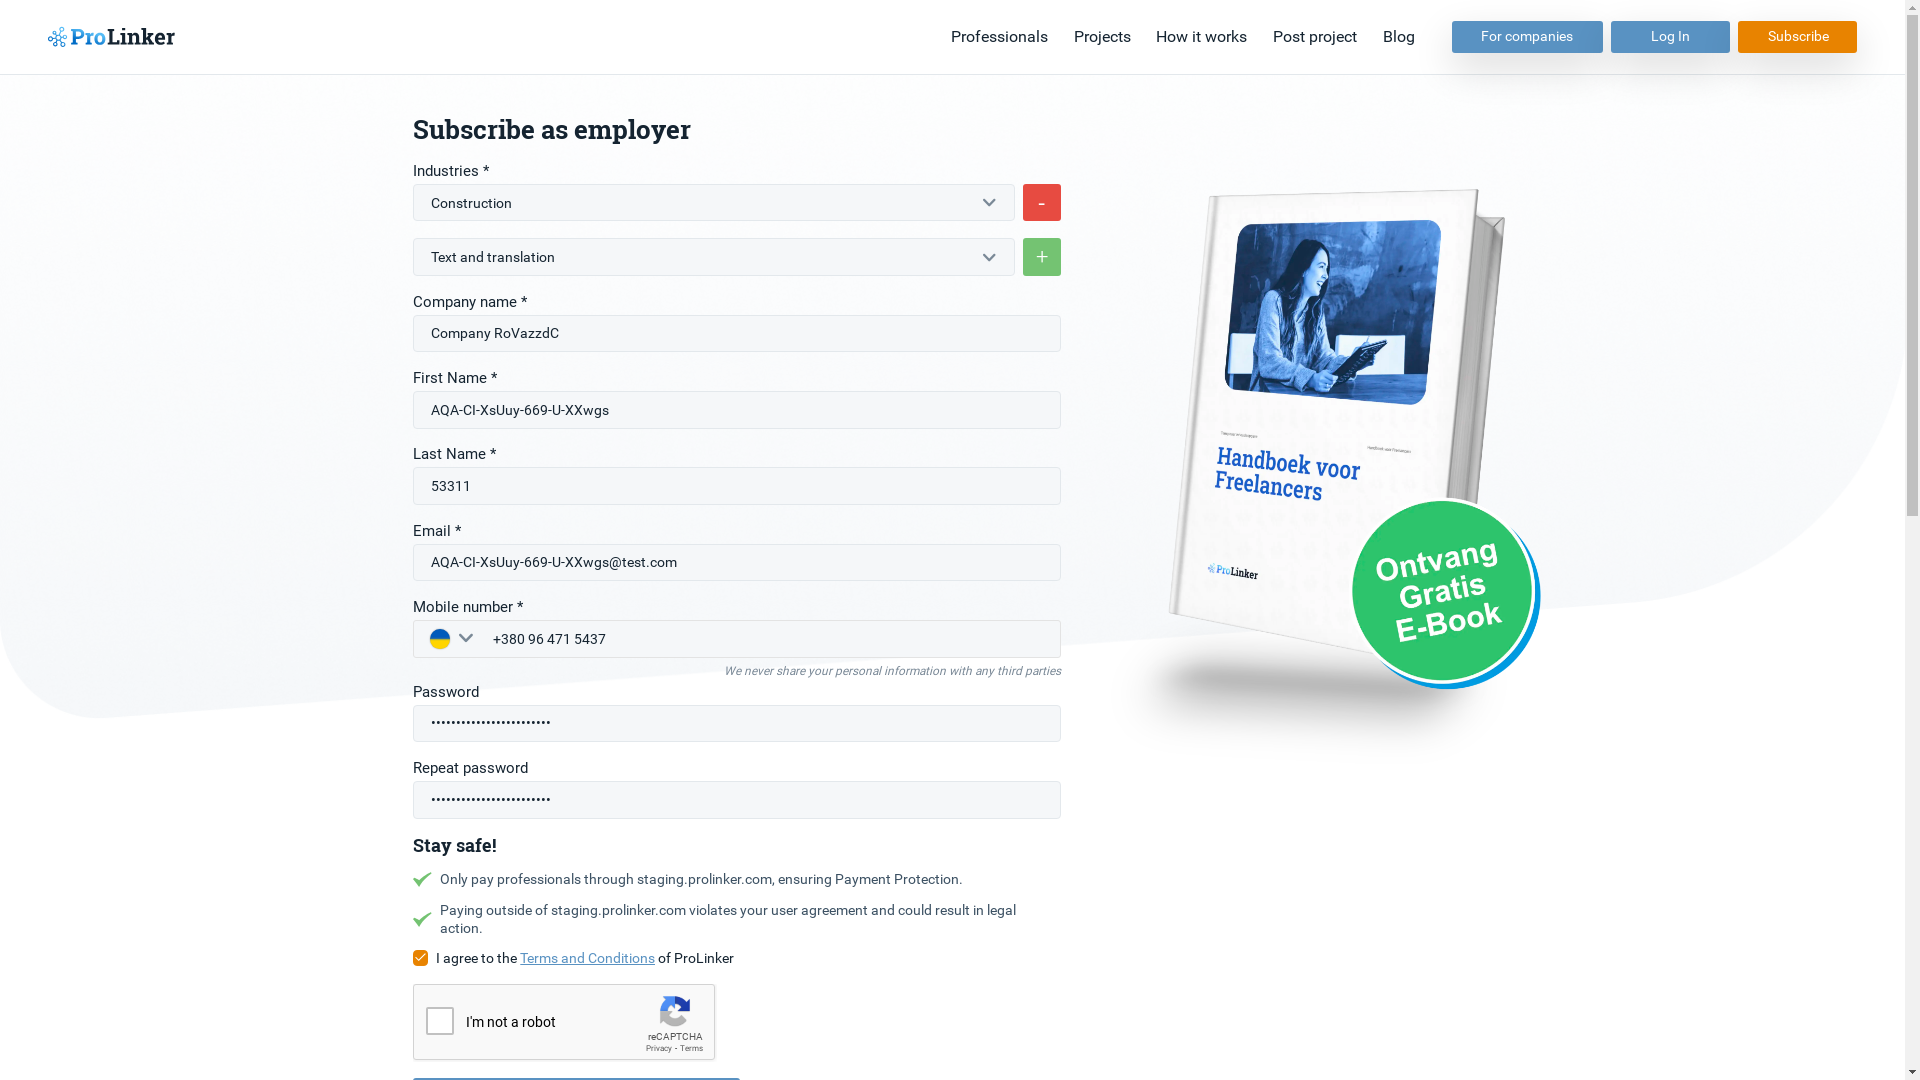 ProLinker
Professionals
Projects
How it works
Post project
Blog
For companies
Log In
Subscribe
Subscribe as employer
Industries *
Construction
-
Text and translation
+
Company name *
Company RoVazzdC
First Name *
AQA-CI-XsUuy-669-U-XXwgs
Last Name *
53311
Email *
AQA-CI-XsUuy-669-U-XXwgs@test.com
Mobile number *
+380 96 471 5437
We never share your personal information with any third parties
Password
Repeat password
Stay safe!
Only pay professionals through staging.prolinker.com, ensuring Payment Protection.
Paying outside of staging.prolinker.com violates your user agreement and could result in legal
action.
I agree to the Terms and Conditions of ProLinker
I'm not a robot
reCAPTCHA
Privacy - Terms
Handboek voor
Freelancers
ProLinker
Ontvang
Gratis
E-Book